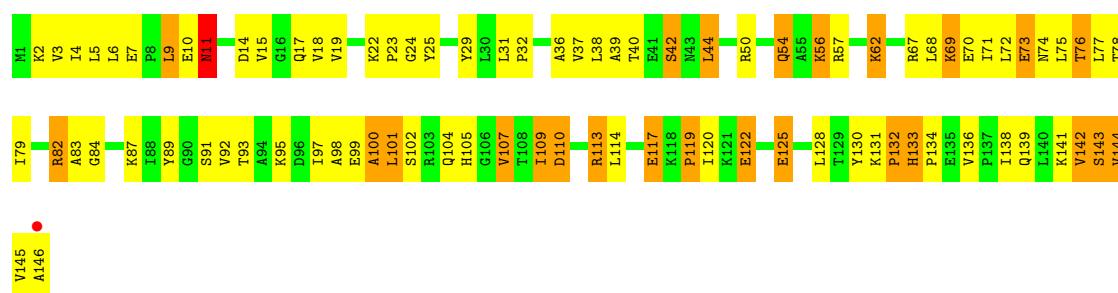 M1 K2 V3 I4 L5 L6 E7 P8 L9 E10 N11 D14 V15 G16 Q17 V18 V19 K22 P23 G24 Y25 Y29 L30 L31 P32 A36 V37 L38 A39 T40 E41 S42 N43 L44 R50 Q54 A55 K56 R57 K62 R67 L68 K69 E70 I71 L72 E73 N74 L75 T76 L77 T78
I79 R82 A83 G84 K87 I88 Y89 G90 S91 V92 T93 A94 K95 D96 I97 A98 E99 A100 L101 S102 R103 Q104 H105 G106 V107 T108 I109 D110 R113 L114 E117 K118 P119 I120 K121 E122 E125 L128 T129 Y130 K131 P132 H133 P134 E135 V136 P137 I138 Q139 L140 K141 V142 S143
V145 A146